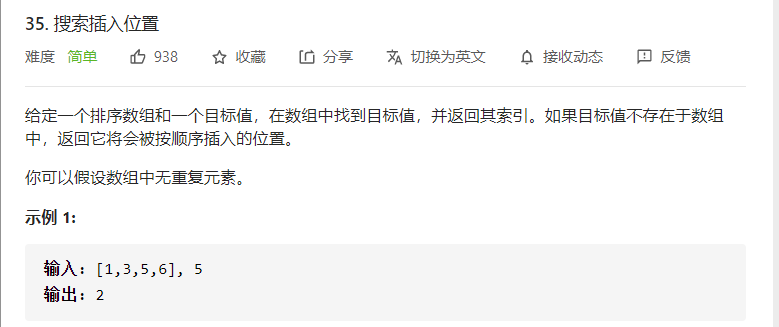 35. 搜索插入位置
难度 简单 938 收藏 分享 切换为英文 接收动态 反馈
给定一个排序数组和一个目标值，在数组中找到目标值，并返回其索引。如果目标值不存在于数组
中，返回它将会被按顺序插入的位置。
你可以假设数组中无重复元素。
示例 1:
输入: [1,3,5,6], 5
输出: 2